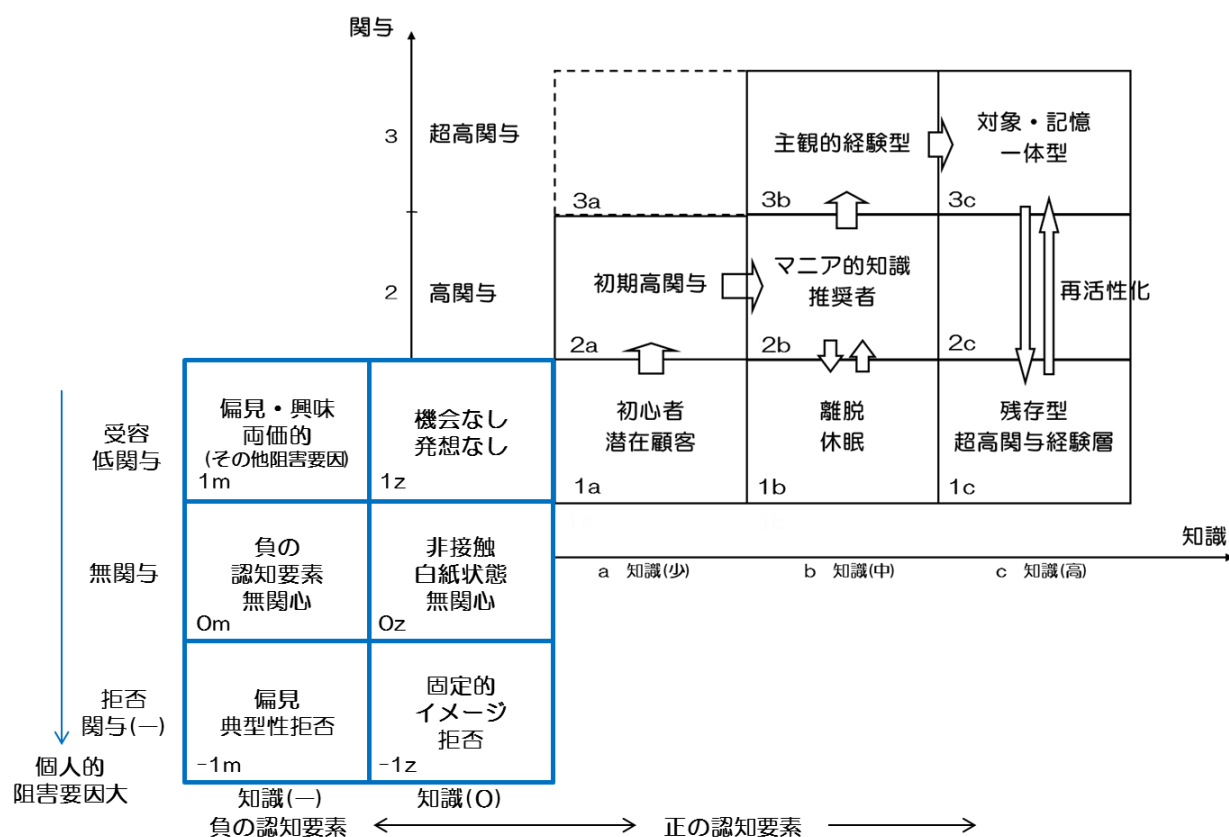 関与
3 超高関与
主観的経験型
対象・記憶
一体型
3a
3b
3c
2 高関与
初期高関与
マニア的知識
推奨者
再活性化
2a
2b
2c
受容
低関与
偏見・興味
両価的
(その他阻害要因)
1m
機会なし
発想なし
1z
初心者
潜在顧客
1a
離脱
休眠
1b
残存型
超高関与経験層
1c
知識
a 知識(少)
b 知識(中)
c 知識(高)
無関与
負の
認知要素
無関心
0m
非接触
白紙状態
無関心
0z
拒否
関与(—)
偏見
典型性拒否
-1m
固定的
イメージ
拒否
-1z
個人的
阻害要因大
知識(—)
知識(0)
負の認知要素
正の認知要素